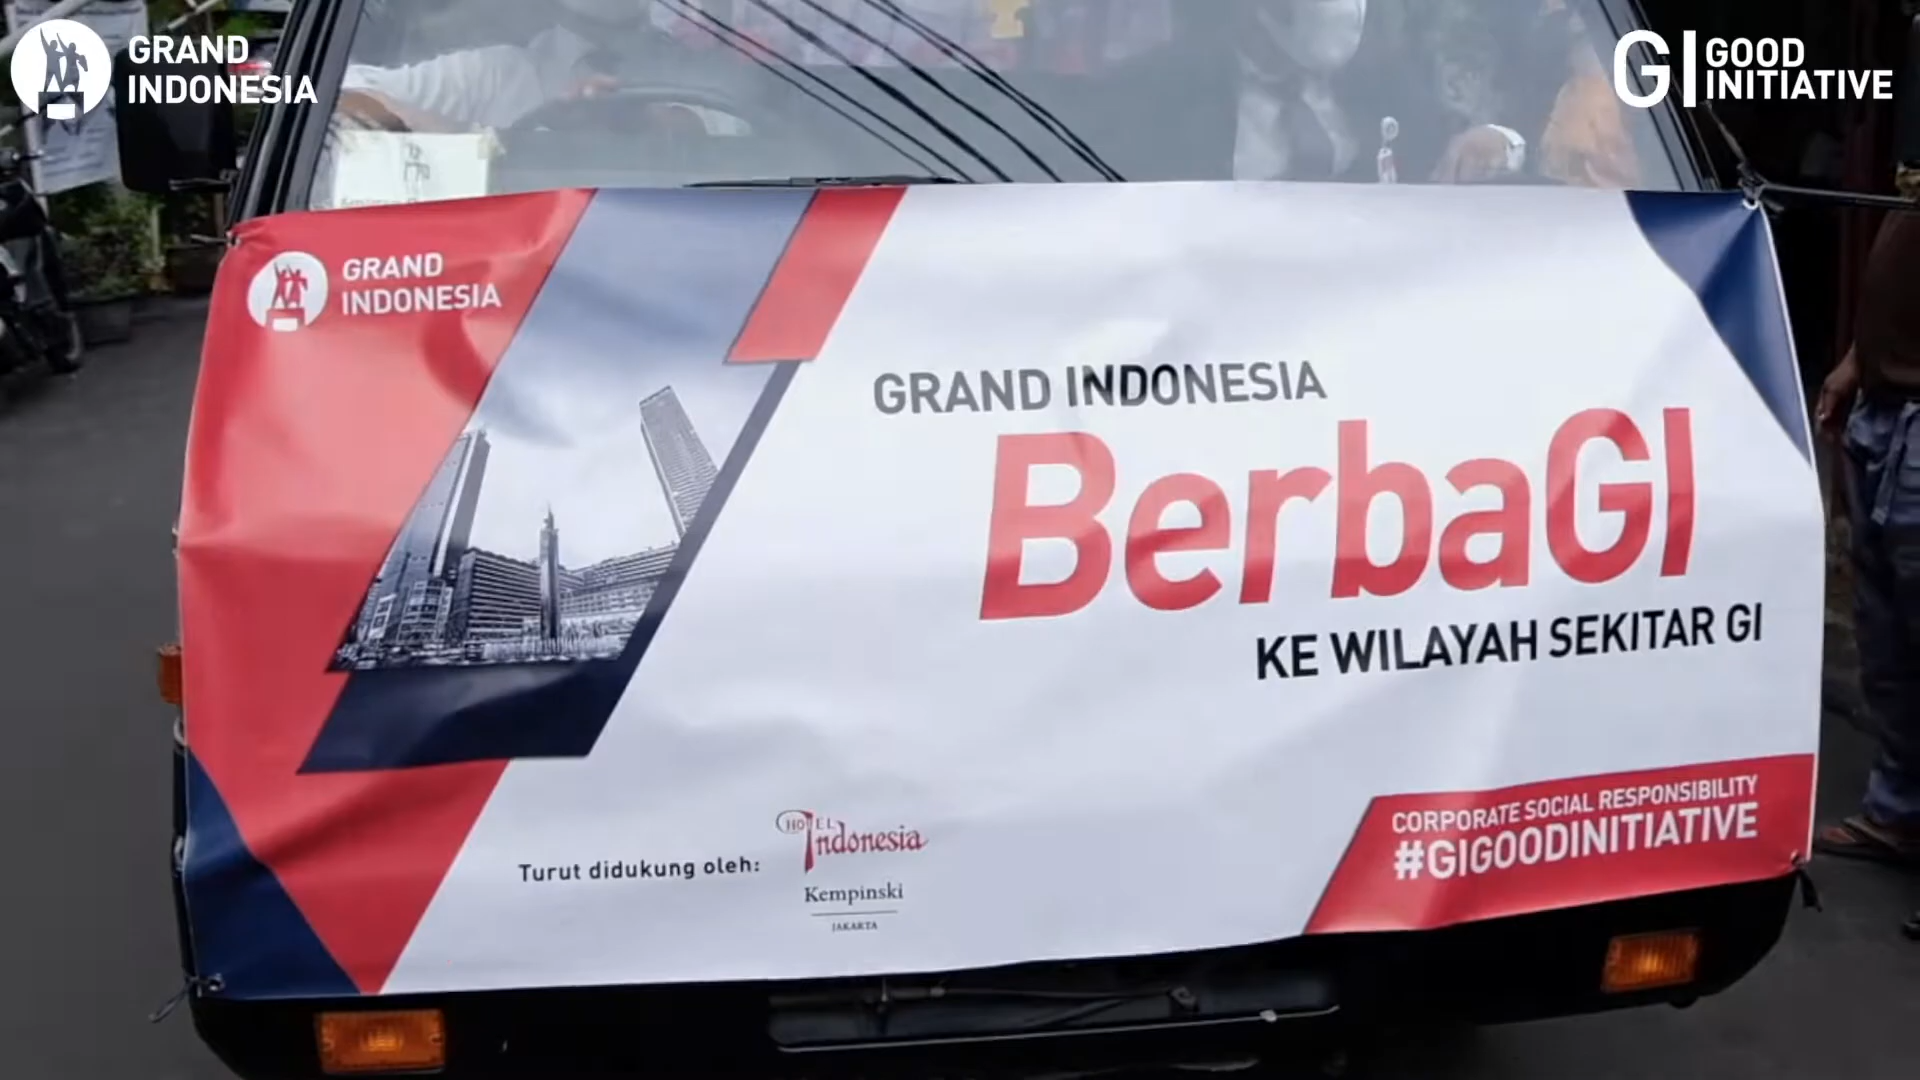 GRAND
INDONESIA
GI GOOD
INITIATIVE
GRAND
INDONESIA
GRAND INDONESIA
BerbaGI
KE WILAYAH SEKITAR GI
Turut didukung oleh:
HOTEL
Indonesia
Kempinski
JAKARTA
CORPORATE SOCIAL RESPONSIBILITY
#GIGOODINITIATIVE